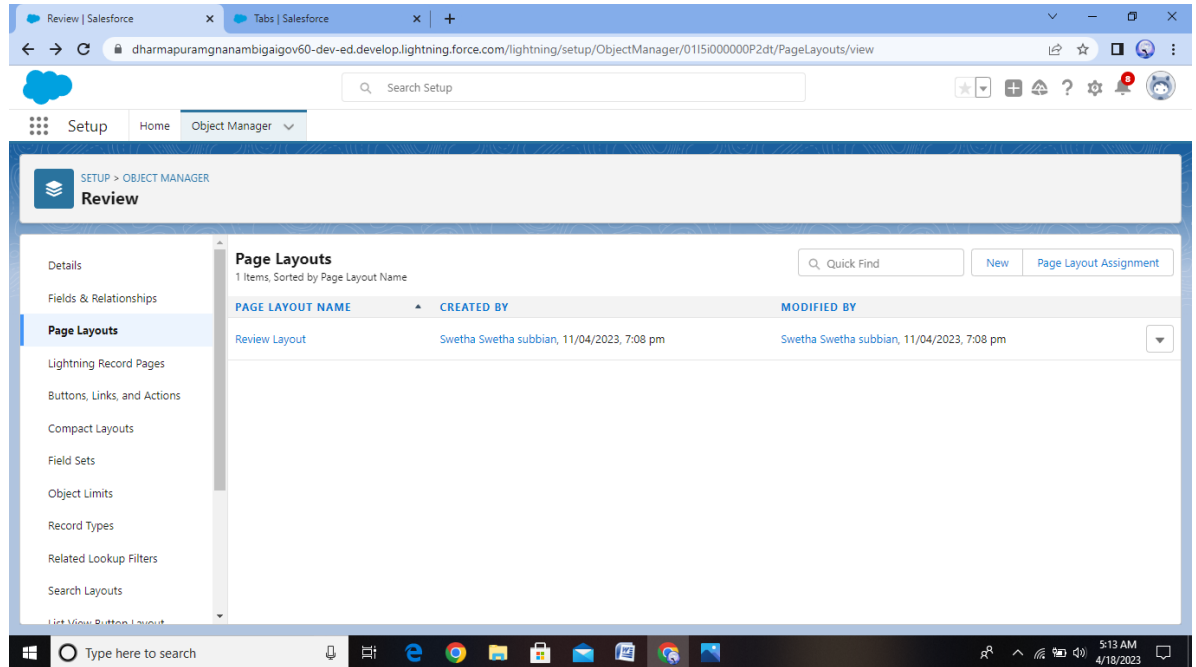 Review | Salesforce
Tabs | Salesforce
dharmapuramgnanambigaigov60-dev-ed.develop.lightning.force.com/lightning/setup/ObjectManager/01I5i000000P2dt/PageLayouts/view
Search Setup
8
Setup
Home
Object Manager
SETUP > OBJECT MANAGER
Review
Details
Fields & Relationships
Page Layouts
Lightning Record Pages
Buttons, Links, and Actions
Compact Layouts
Field Sets
Object Limits
Record Types
Related Lookup Filters
Search Layouts
List View Button Layout
Page Layouts
1 Items, Sorted by Page Layout Name
Quick Find
New
Page Layout Assignment
PAGE LAYOUT NAME CREATED BY MODIFIED BY
Review Layout Swetha Swetha subbian, 11/04/2023, 7:08 pm Swetha Swetha subbian, 11/04/2023, 7:08 pm
Type here to search
5:13 AM
4/18/2023